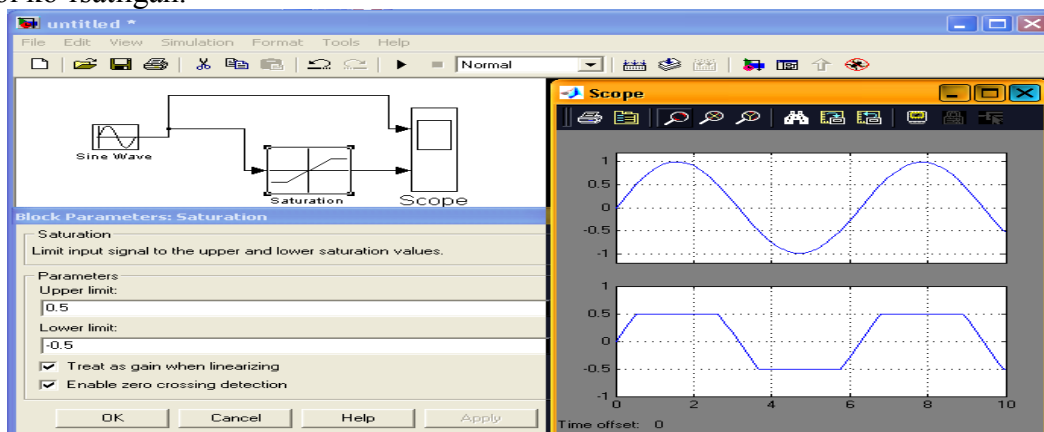 untitled *
File Edit View Simulation Format Tools Help
Normal
Sine Wave
Saturation
Scope
Block Parameters: Saturation
Saturation
Limit input signal to the upper and lower saturation values.
Parameters
Upper limit:
0.5
Lower limit:
-0.5
Treat as gain when linearizing
Enable zero crossing detection
OK Cancel Help Apply
Scope
1
0.5
0
-0.5
-1
1
0.5
0
-0.5
-1
0 2 4 6 8 10
Time offset: 0